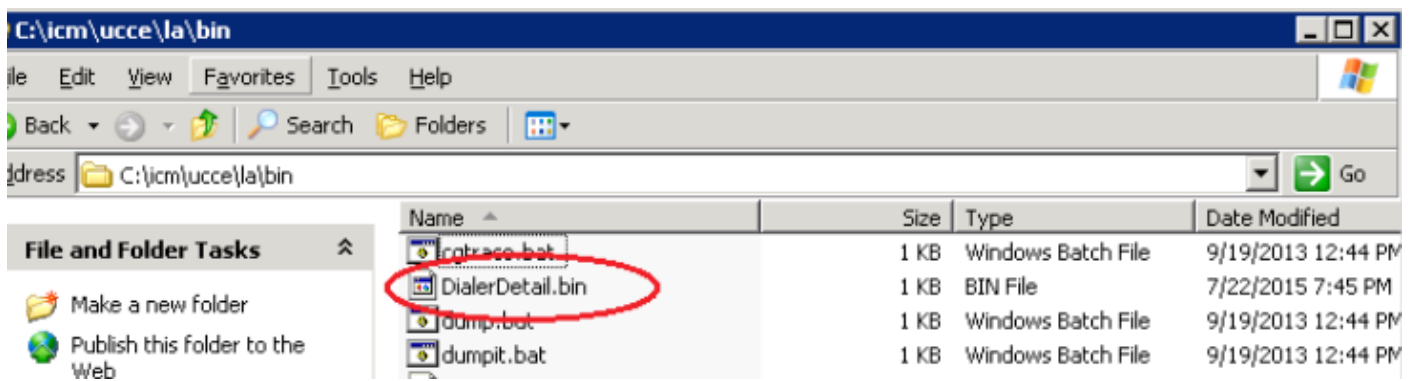 C:\icm\ucce\la\bin
ile Edit View Favorites Tools Help
Back Search Folders
ddress C:\icm\ucce\la\bin Go
Name Size Type Date Modified
File and Folder Tasks
cgtrace.bat 1 KB Windows Batch File 9/19/2013 12:44 PM
DialerDetail.bin 1 KB BIN File 7/22/2015 7:45 PM
Make a new folder
dump.bat 1 KB Windows Batch File 9/19/2013 12:44 PM
Publish this folder to the
Web
dumpit.bat 1 KB Windows Batch File 9/19/2013 12:44 PM